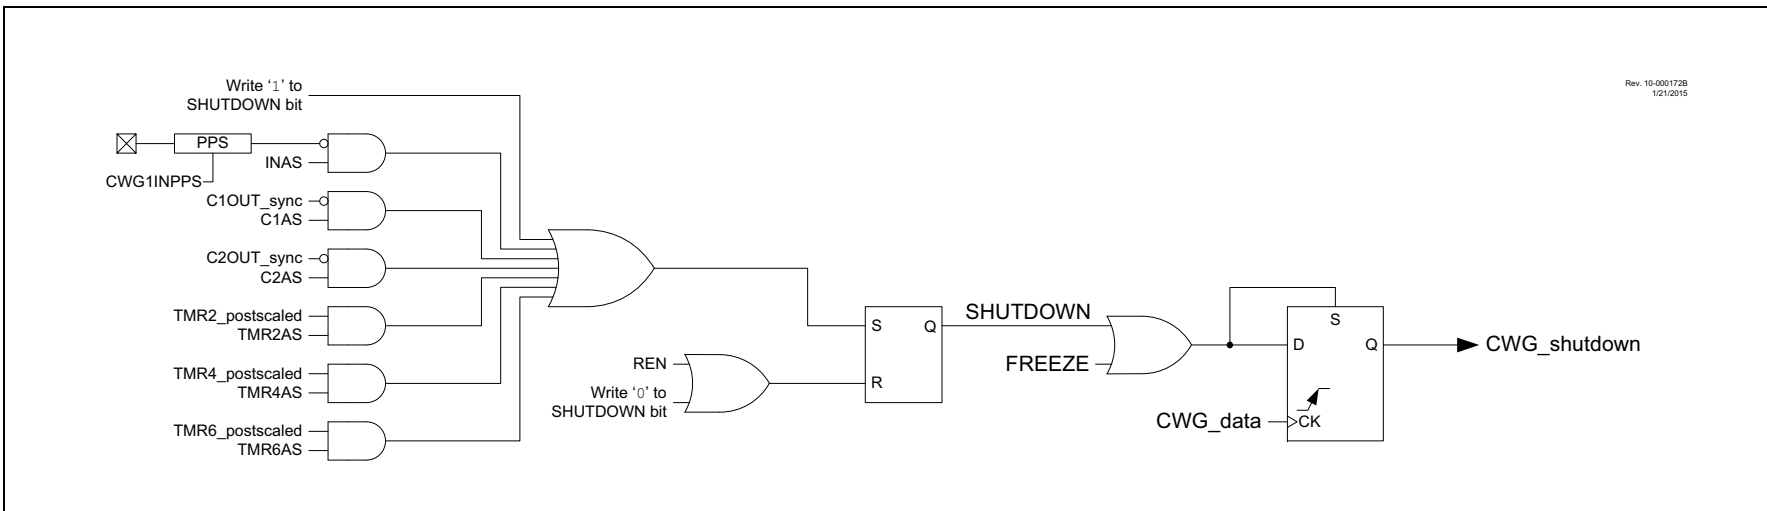 Write ‘1’ to
SHUTDOWN bit
Rev. 10-000172B
1/21/2015
PPS
INAS
CWG1INPPS
C1OUT_sync
C1AS
C2OUT_sync
C2AS
TMR2_postscaled
TMR2AS
TMR4_postscaled
TMR4AS
TMR6_postscaled
TMR6AS
REN
Write ‘0’ to
SHUTDOWN bit
S
Q
R
SHUTDOWN
FREEZE
S
D
Q
CWG_data
CK
CWG_shutdown